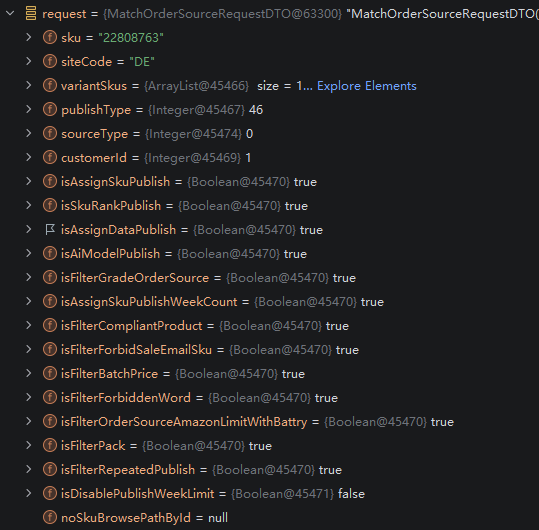 request = {MatchOrderSourceRequestDTO@63300} "MatchOrderSourceRequestDTO(
f sku = "22808763"
f siteCode = "DE"
f variantSkus = {ArrayList@45466} size = 1... Explore Elements
f publishType = {Integer@45467} 46
f sourceType = {Integer@45474} 0
f customerId = {Integer@45469} 1
f isAssignSkuPublish = {Boolean@45470} true
f isSkuRankPublish = {Boolean@45470} true
isAssignDataPublish = {Boolean@45470} true
f isAiModelPublish = {Boolean@45470} true
f isFilterGradeOrderSource = {Boolean@45470} true
f isAssignSkuPublishWeekCount = {Boolean@45470} true
f isFilterCompliantProduct = {Boolean@45470} true
f isFilterForbidSaleEmailSku = {Boolean@45470} true
f isFilterBatchPrice = {Boolean@45470} true
f isFilterForbiddenWord = {Boolean@45470} true
f isFilterOrderSourceAmazonLimitWithBattry = {Boolean@45470} true
f isFilterPack = {Boolean@45470} true
f isFilterRepeatedPublish = {Boolean@45470} true
f isDisablePublishWeekLimit = {Boolean@45471} false
f noSkuBrowsePathById = null